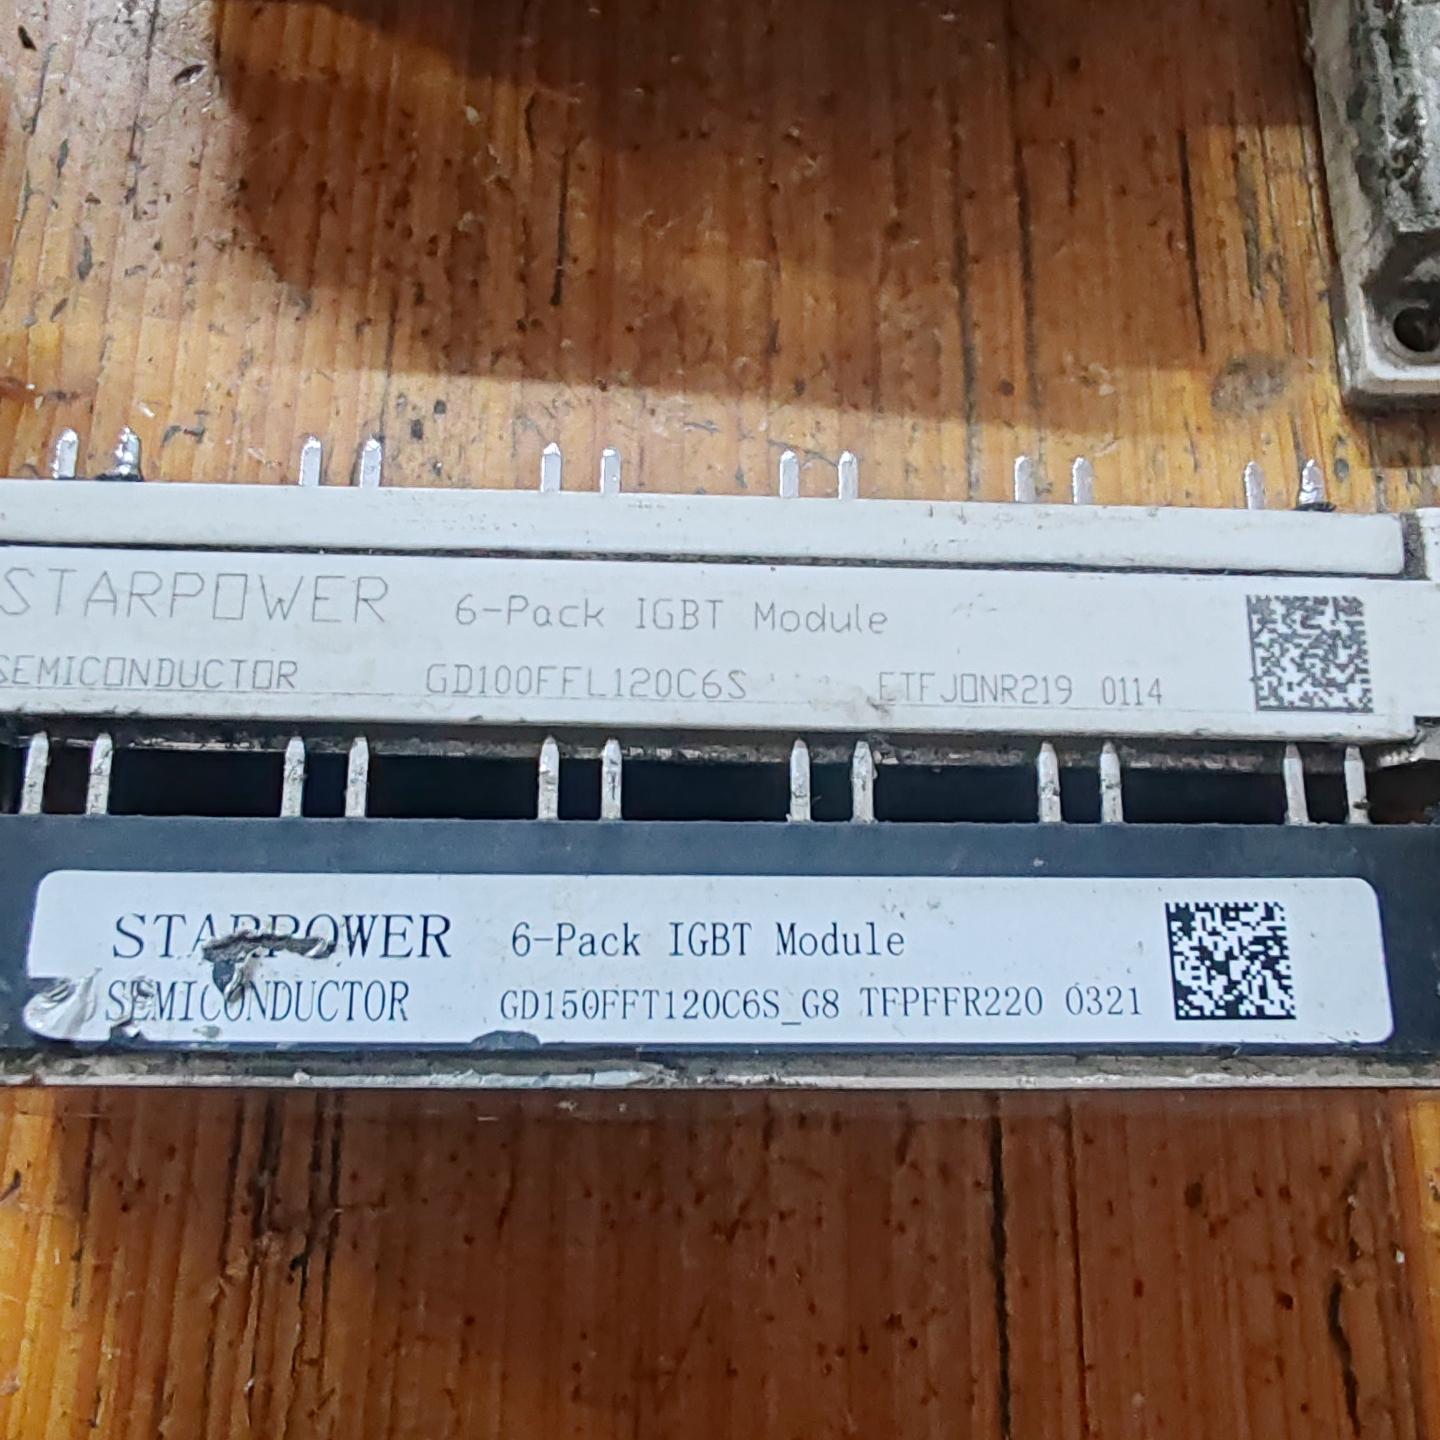 STARPOWER 6-Pack IGBT Module
SEMICONDUCTOR GD100FFL120C6S ETFJONR219 0114
STARPOWER 6-Pack IGBT Module
SEMICONDUCTOR GD150FFT120C6S_G8 TFPFFR220 0321